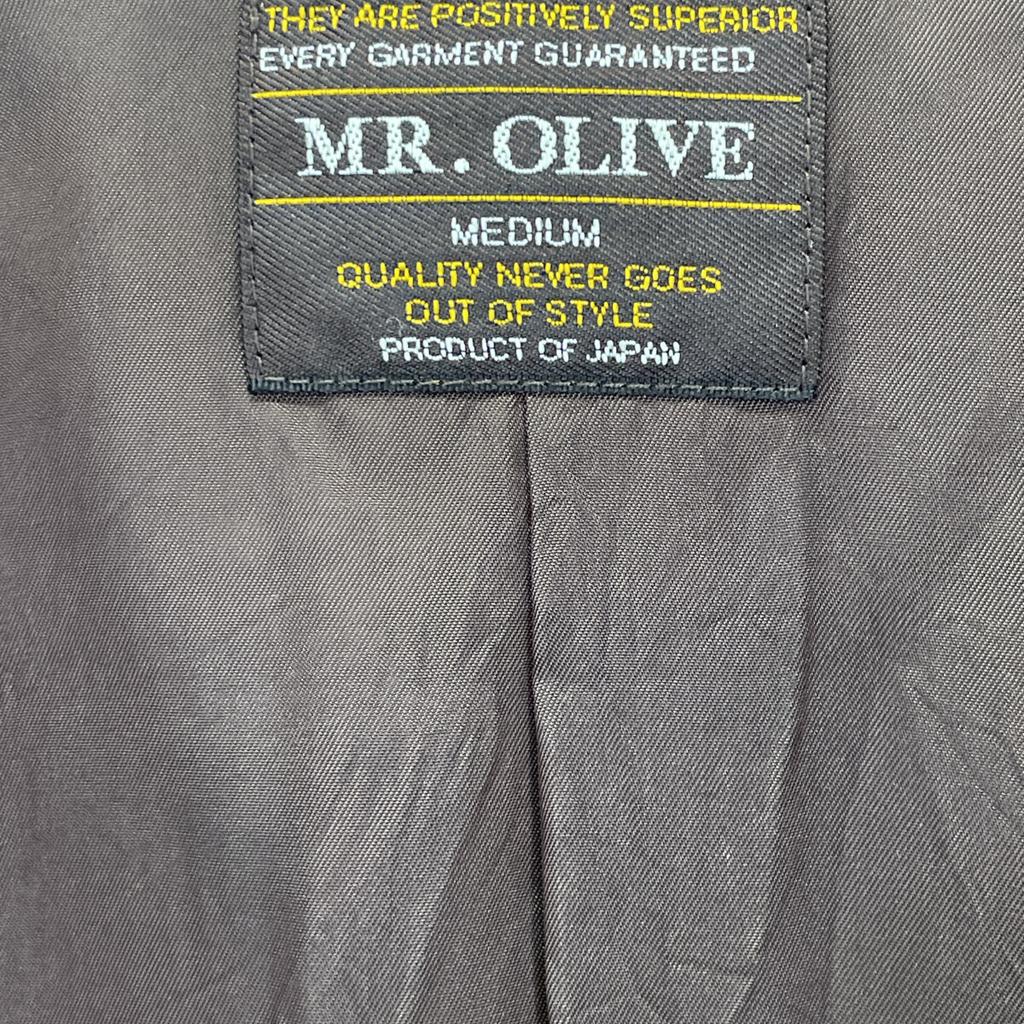 THEY ARE POSITIVELY SUPERIOR
EVERY GARMENT GUARANTEED
MR. OLIVE
MEDIUM
QUALITY NEVER GOES
OUT OF STYLE
PRODUCT OF JAPAN